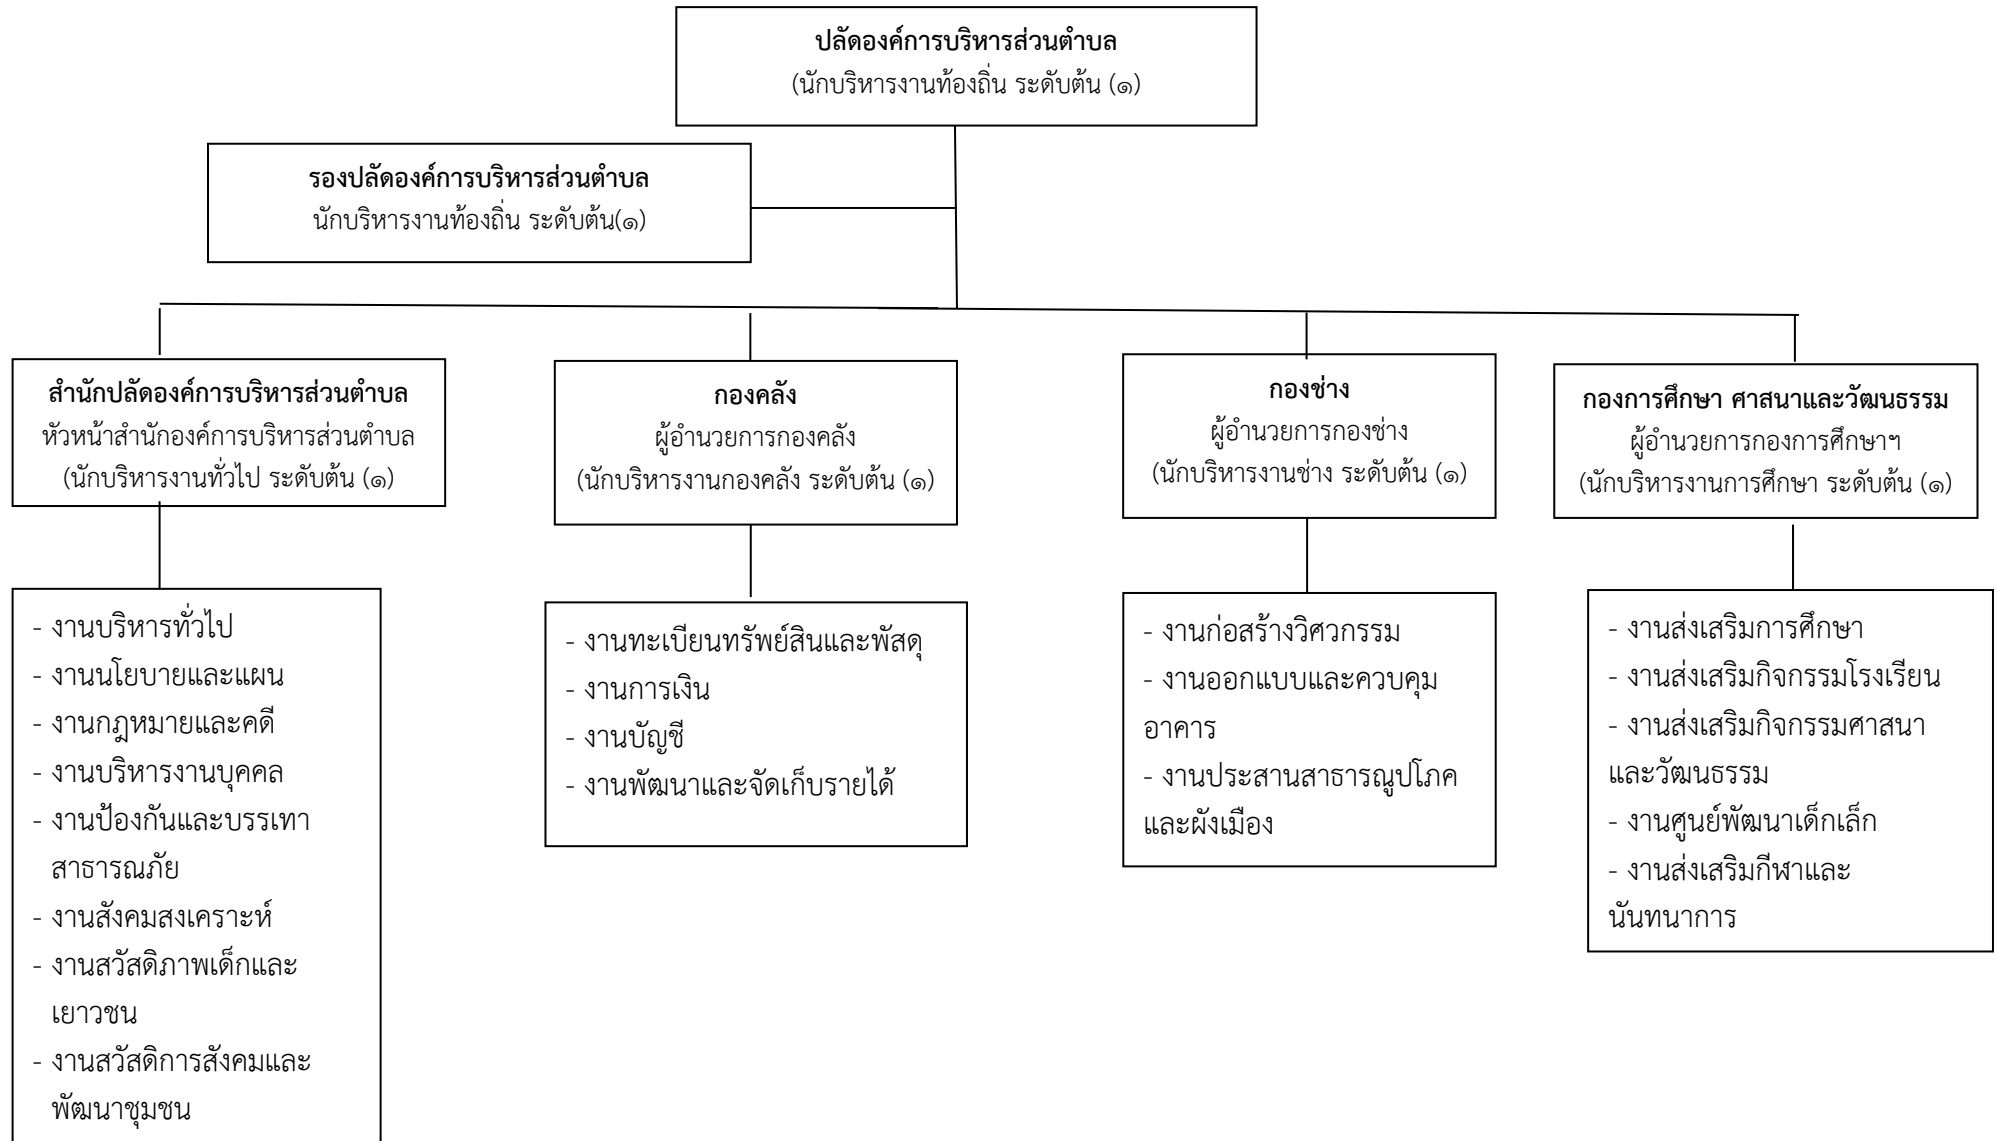 ปลัดองค์การบริหารส่วนตำบล
(นักบริหารงานท้องถิ่น ระดับต้น (๑)
รองปลัดองค์การบริหารส่วนตำบล
นักบริหารงานท้องถิ่น ระดับต้น(๑)
สำนักปลัดองค์การบริหารส่วนตำบล
หัวหน้าสำนักองค์การบริหารส่วนตำบล
(นักบริหารงานทั่วไป ระดับต้น (๑)
กองคลัง
ผู้อำนวยการกองคลัง
(นักบริหารงานกองคลัง ระดับต้น (๑)
กองช่าง
ผู้อำนวยการกองช่าง
(นักบริหารงานช่าง ระดับต้น (๑)
กองการศึกษา ศาสนาและวัฒนธรรม
ผู้อำนวยการกองการศึกษาฯ
(นักบริหารงานการศึกษา ระดับต้น (๑)
- งานบริหารทั่วไป
- งานนโยบายและแผน
- งานกฎหมายและคดี
- งานบริหารงานบุคคล
- งานป้องกันและบรรเทา
สาธารณภัย
- งานสังคมสงเคราะห์
- งานสวัสดิภาพเด็กและ
เยาวชน
- งานสวัสดิการสังคมและ
พัฒนาชุมชน
- งานทะเบียนทรัพย์สินและพัสดุ
- งานการเงิน
- งานบัญชี
- งานพัฒนาและจัดเก็บรายได้
- งานก่อสร้างวิศวกรรม
- งานออกแบบและควบคุม
อาคาร
- งานประสานสาธารณูปโภค
และผังเมือง
- งานส่งเสริมการศึกษา
- งานส่งเสริมกิจกรรมโรงเรียน
- งานส่งเสริมกิจกรรมศาสนา
และวัฒนธรรม
- งานศูนย์พัฒนาเด็กเล็ก
- งานส่งเสริมกีฬาและ
นันทนาการ